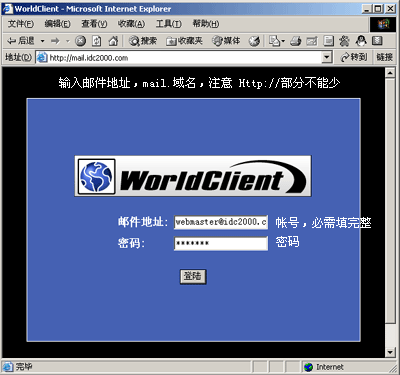 WorldClient - Microsoft Internet Explorer
文件(F) 编辑(E) 查看(V) 收藏(A) 工具(T) 帮助(H)
后退 搜索 收藏夹 媒体
地址(D) http://mail.idc2000.com 转到 链接
输入邮件地址，mail.域名，注意 Http://部分不能少
WorldClient
邮件地址: webmaster@idc2000.c 帐号，必需填完整
密码: ******* 密码
登陆
完毕 Internet